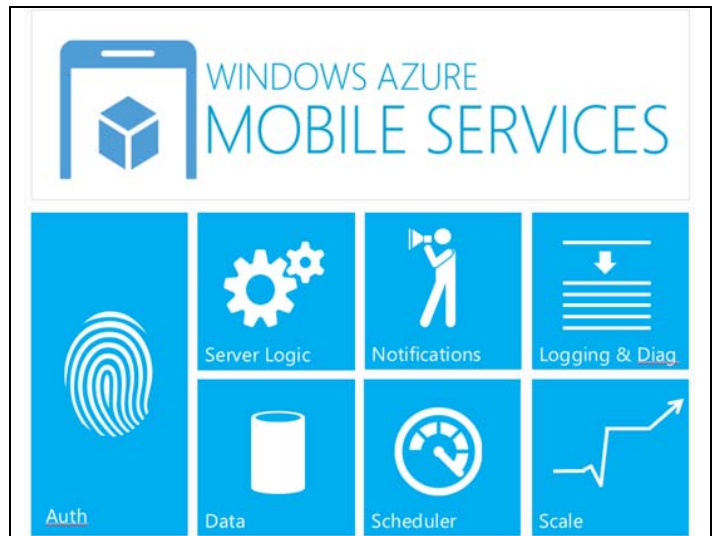 WINDOWS AZURE
MOBILE SERVICES
Server Logic
Notifications
Logging & Diag
Auth
Data
Scheduler
Scale